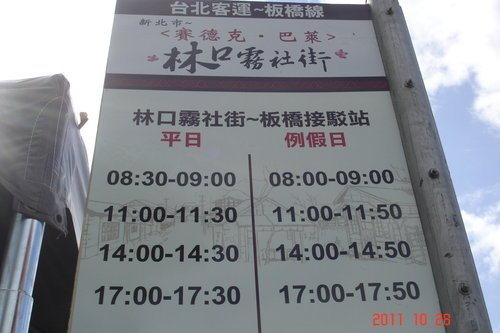 台北客運~板橋線
新北市~
<賽德克·巴萊>
林口霧社街
林口霧社街~板橋接駁站
平日 例假日
08:30-09:00 08:00-09:00
11:00-11:30 11:00-11:50
14:00-14:30 14:00-14:50
17:00-17:30 17:00-17:50
2011 10 28